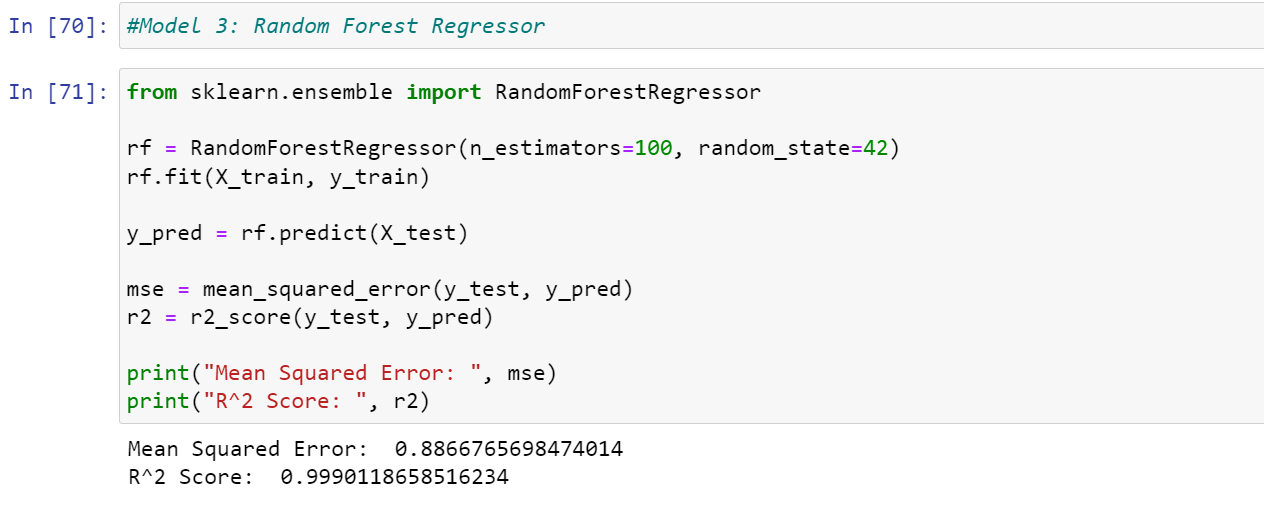 In [70]: #Model 3: Random Forest Regressor
In [71]: from sklearn.ensemble import RandomForestRegressor
rf = RandomForestRegressor(n_estimators=100, random_state=42)
rf.fit(X_train, y_train)
y_pred = rf.predict(X_test)
mse = mean_squared_error(y_test, y_pred)
r2 = r2_score(y_test, y_pred)
print("Mean Squared Error: ", mse)
print("R^2 Score: ", r2)
Mean Squared Error:  0.8866765698474014
R^2 Score:  0.9990118658516234